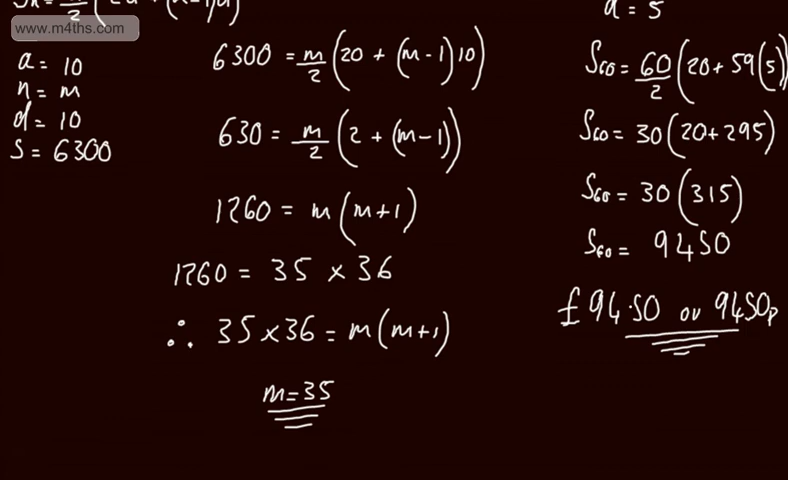 www.m4ths.com
a = 10
n = m
d = 10
S = 6300
6300 = m/2 (20 + (m-1)10)
630 = m/2 (2 + (m-1))
1260 = m(m+1)
1260 = 35 × 36
∴ 35×36 = m(m+1)
m=35
= 5
S60 = 60/2 (20+59(5))
S60 = 30(20+295)
S60 = 30(315)
S60 = 9450
£94.50 or 9450p